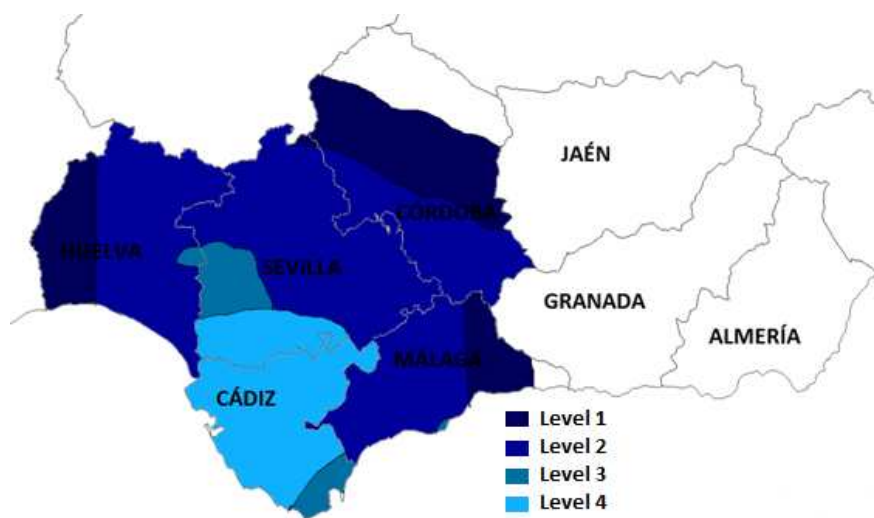 JAÉN
CÓRDOBA
HUELVA
SEVILLA
GRANADA
ALMERÍA
MÁLAGA
CÁDIZ
Level 1
Level 2
Level 3
Level 4